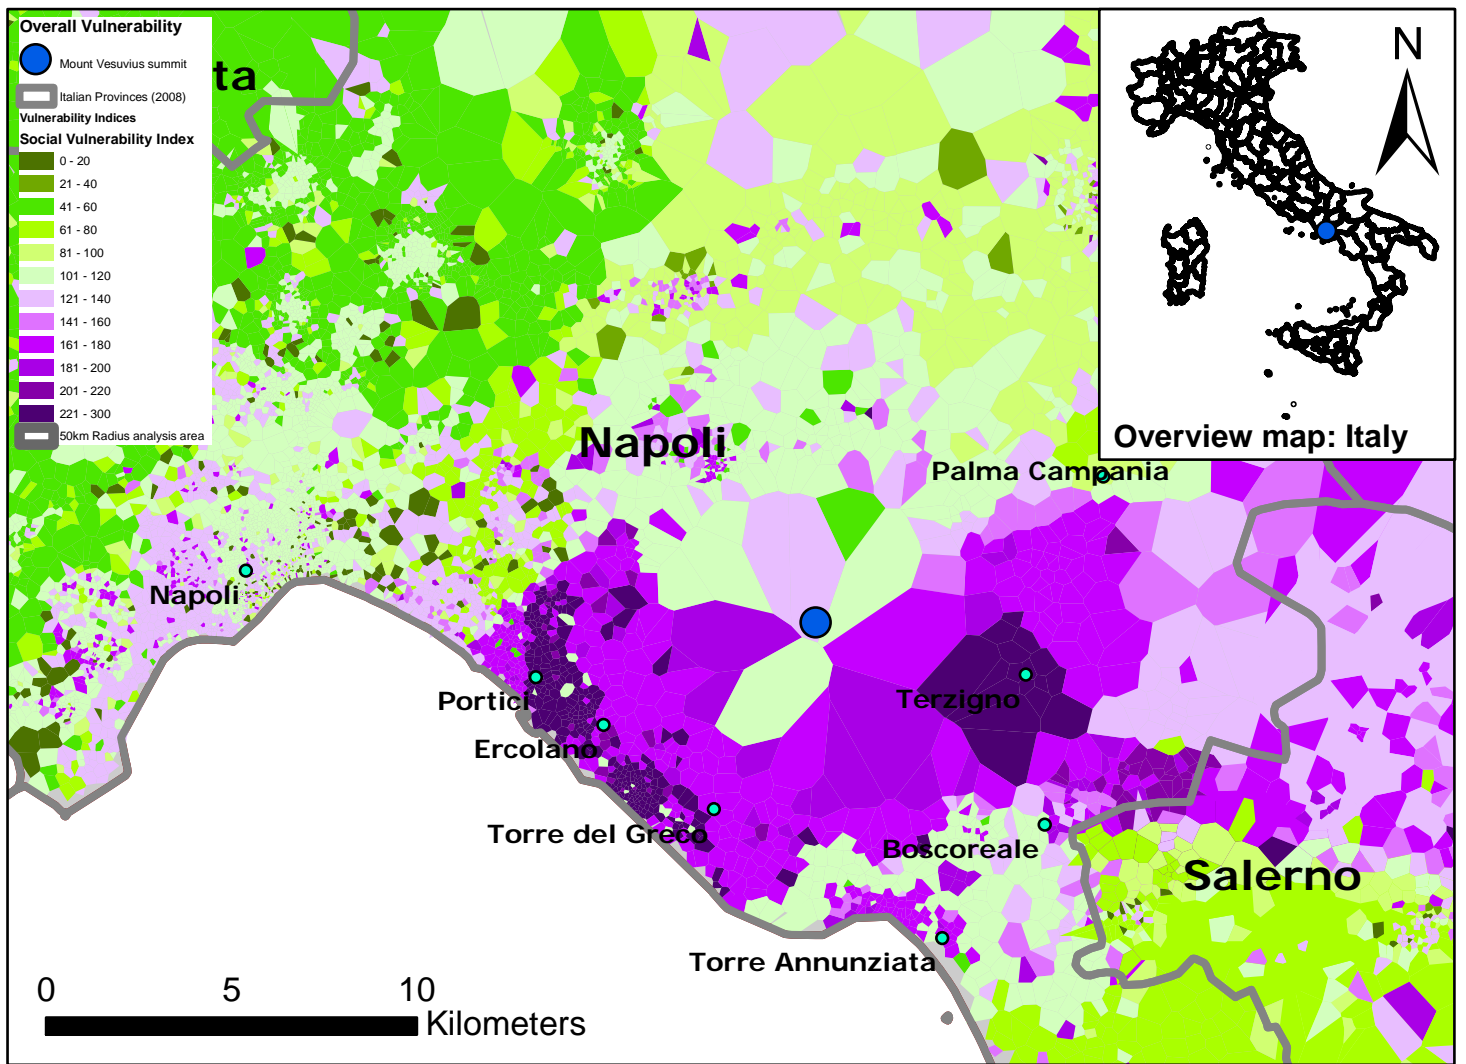 Overall Vulnerability
Mount Vesuvius summit
Italian Provinces (2008)
Vulnerability Indices
Social Vulnerability Index
0 - 20
21 - 40
41 - 60
61 - 80
81 - 100
101 - 120
121 - 140
141 - 160
161 - 180
181 - 200
201 - 220
221 - 300
50km Radius analysis area
ta
N
Overview map: Italy
Napoli
Palma Campania
Napoli
Portici
Terzigno
Ercolano
Torre del Greco
Boscoreale
Salerno
Torre Annunziata
0 5 10
Kilometers